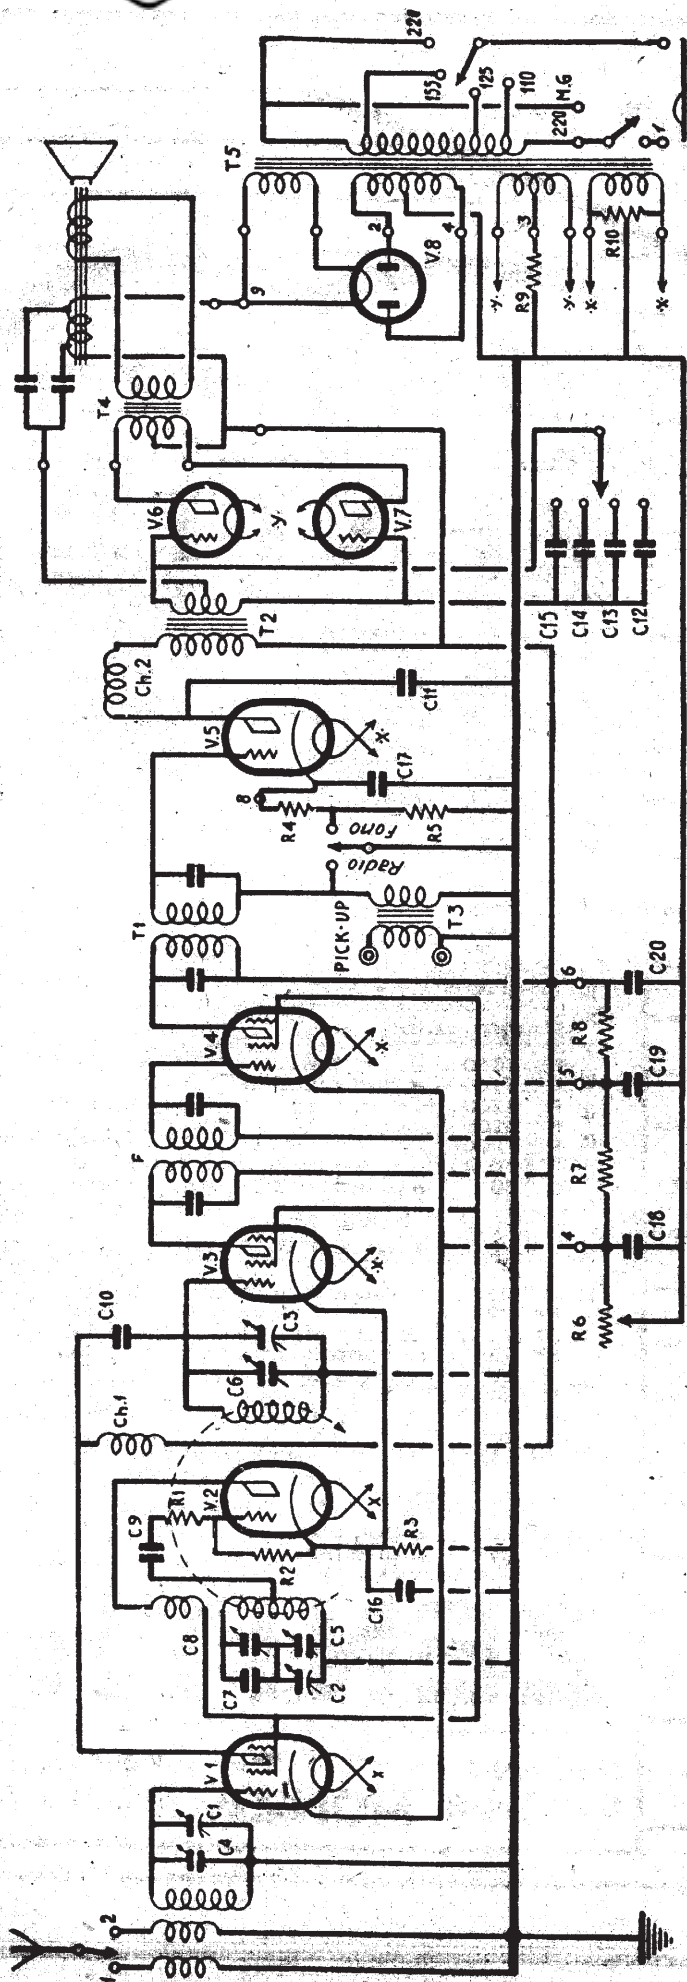 220
155
125
110
M.G
220
1
T5
2
4
V.8
9
Y
R9
3
Y
X
R10
X
T4
V.6
Y
V.7
T2
Ch.2
C11
C15
C14
C13
C12
V.5
X
C17
8
R4
R5
Fono
Radio
T1
PICK-UP
T3
V.4
X
6
C20
R8
5
C19
F
R7
V.3
X
4
C18
R6
C10
C3
C6
Ch.1
C9
R1
V.2
X
R2
R3
C16
C8
C7
C5
C2
V.1
X
C1
C4
2
1